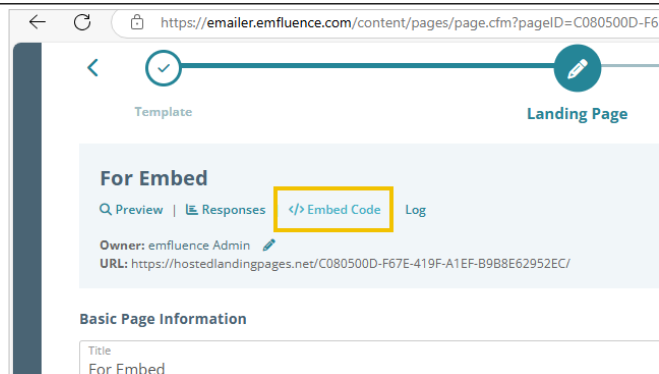 https://emailer.emfluence.com/content/pages/page.cfm?pageID=C080500D-F6
Template
Landing Page
For Embed
Preview | Responses </> Embed Code Log
Owner: emfluence Admin
URL: https://hostedlandingpages.net/C080500D-F67E-419F-A1EF-B9B8E62952EC/
Basic Page Information
Title
For Embed